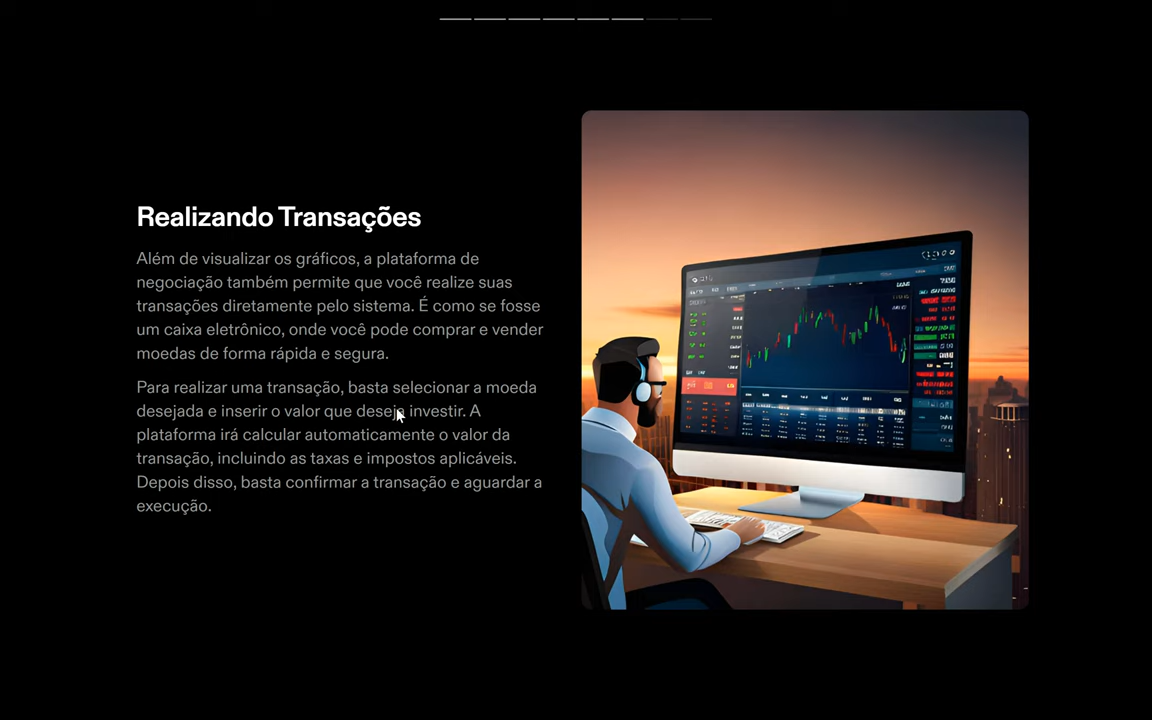 Realizando Transações
Além de visualizar os gráficos, a plataforma de
negociação também permite que você realize suas
transações diretamente pelo sistema. É como se fosse
um caixa eletrônico, onde você pode comprar e vender
moedas de forma rápida e segura.
Para realizar uma transação, basta selecionar a moeda
desejada e inserir o valor que deseja investir. A
plataforma irá calcular automaticamente o valor da
transação, incluindo as taxas e impostos aplicáveis.
Depois disso, basta confirmar a transação e aguardar a
execução.